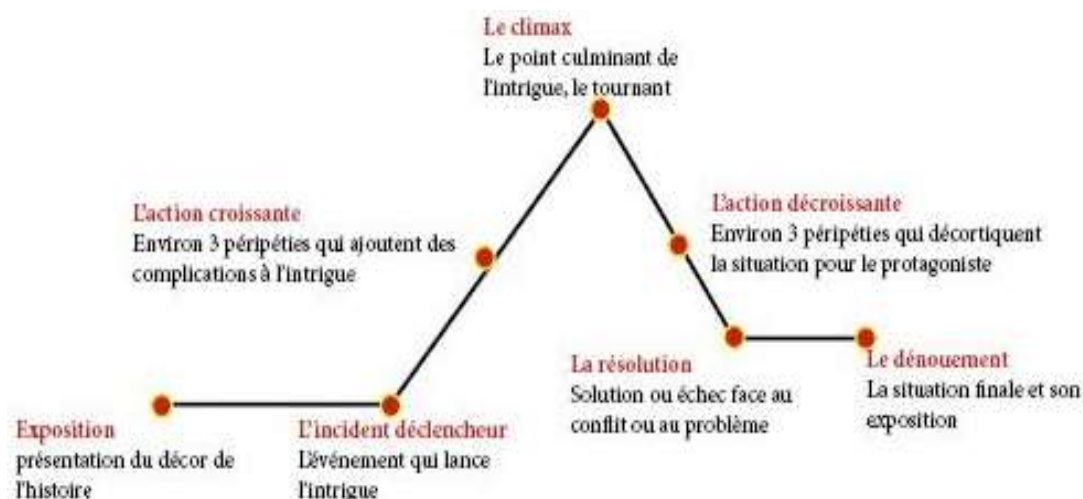 Le climax
Le point culminant de
l'intrigue, le tournant
L'action croissante
Environ 3 péripéties qui ajoutent des
complications à l'intrigue
L'action décroissante
Environ 3 péripéties qui décortiquent
la situation pour le protagoniste
Exposition
présentation du décor de
l'histoire
L'incident déclencheur
L'événement qui lance
l'intrigue
La résolution
Solution ou échec face au
conflit ou au problème
Le dénouement
La situation finale et son
exposition